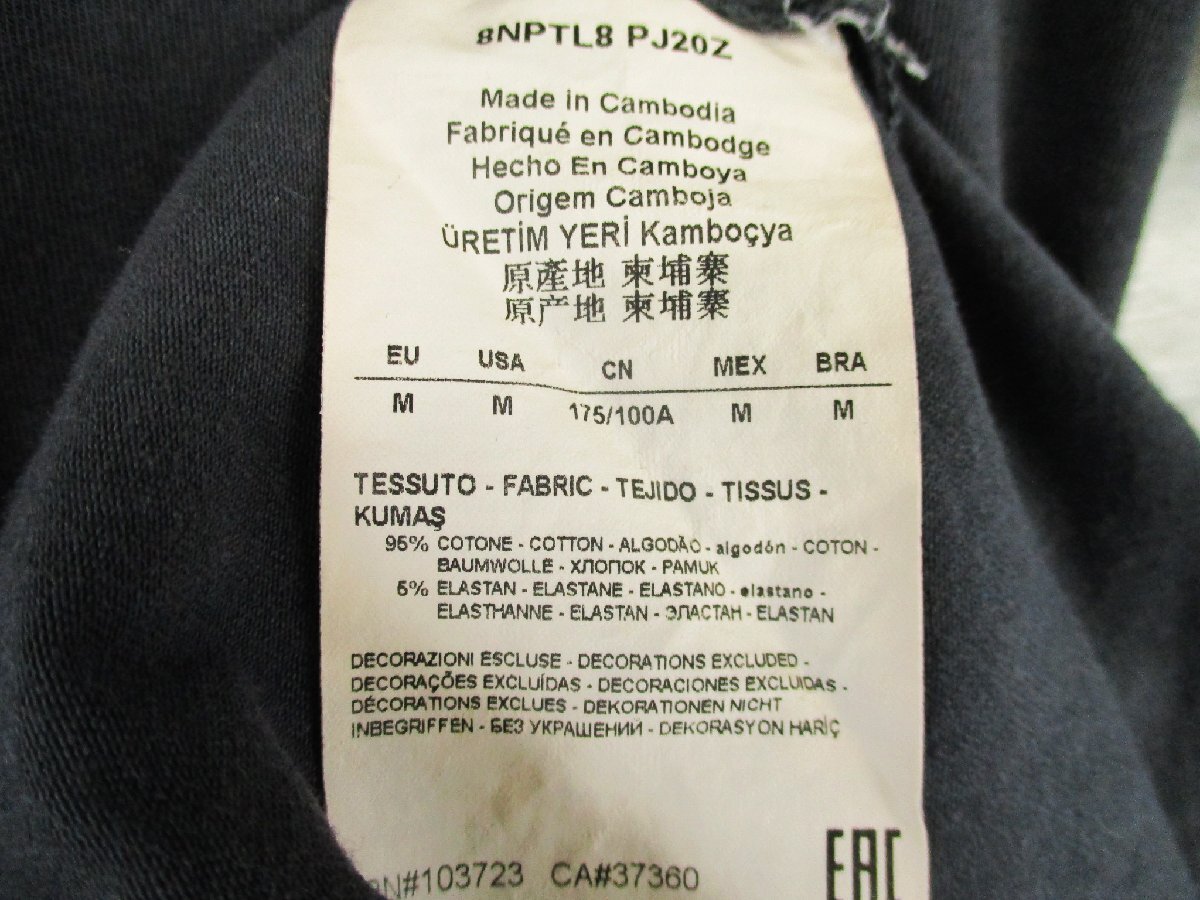 8NPTL8 PJ20Z
Made in Cambodia
Fabriqué en Cambodge
Hecho En Camboya
Origem Camboja
ÜRETİM YERİ Kamboçya
原產地 柬埔寨
原产地 柬埔寨
EU USA CN MEX BRA
M M 175/100A M M
TESSUTO - FABRIC - TEJIDO - TISSUS -
KUMAŞ
95% COTONE - COTTON - ALGODÃO - algodón - COTON -
BAUMWOLLE - ХЛОПОК - PAMUK
5% ELASTAN - ELASTANE - ELASTANO - elastano -
ELASTHANNE - ELASTAN - ЭЛАСТАН - ELASTAN
DECORAZIONI ESCLUSE - DECORATIONS EXCLUDED -
DECORAÇÕES EXCLUÍDAS - DECORACIONES EXCLUIDAS -
DÉCORATIONS EXCLUES - DEKORATIONEN NICHT
INBEGRIFFEN - БЕЗ УКРАШЕНИЙ - DEKORASYON HARİÇ
RN#103723 CA#37360
EAC